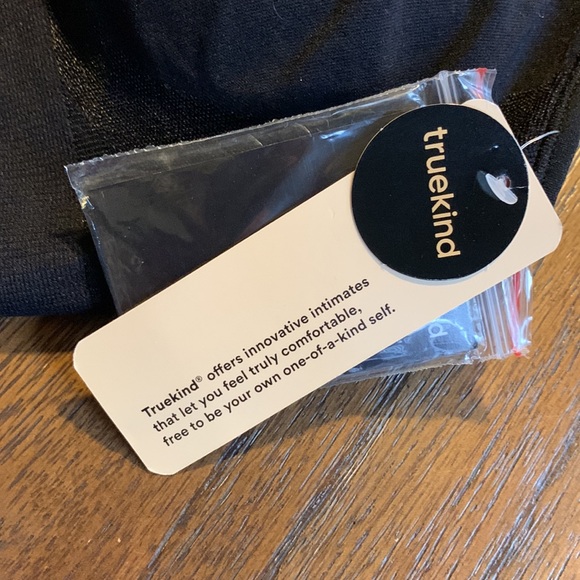 truekind
Truekind® offers innovative intimates
that let you feel truly comfortable,
free to be your own one-of-a-kind self.